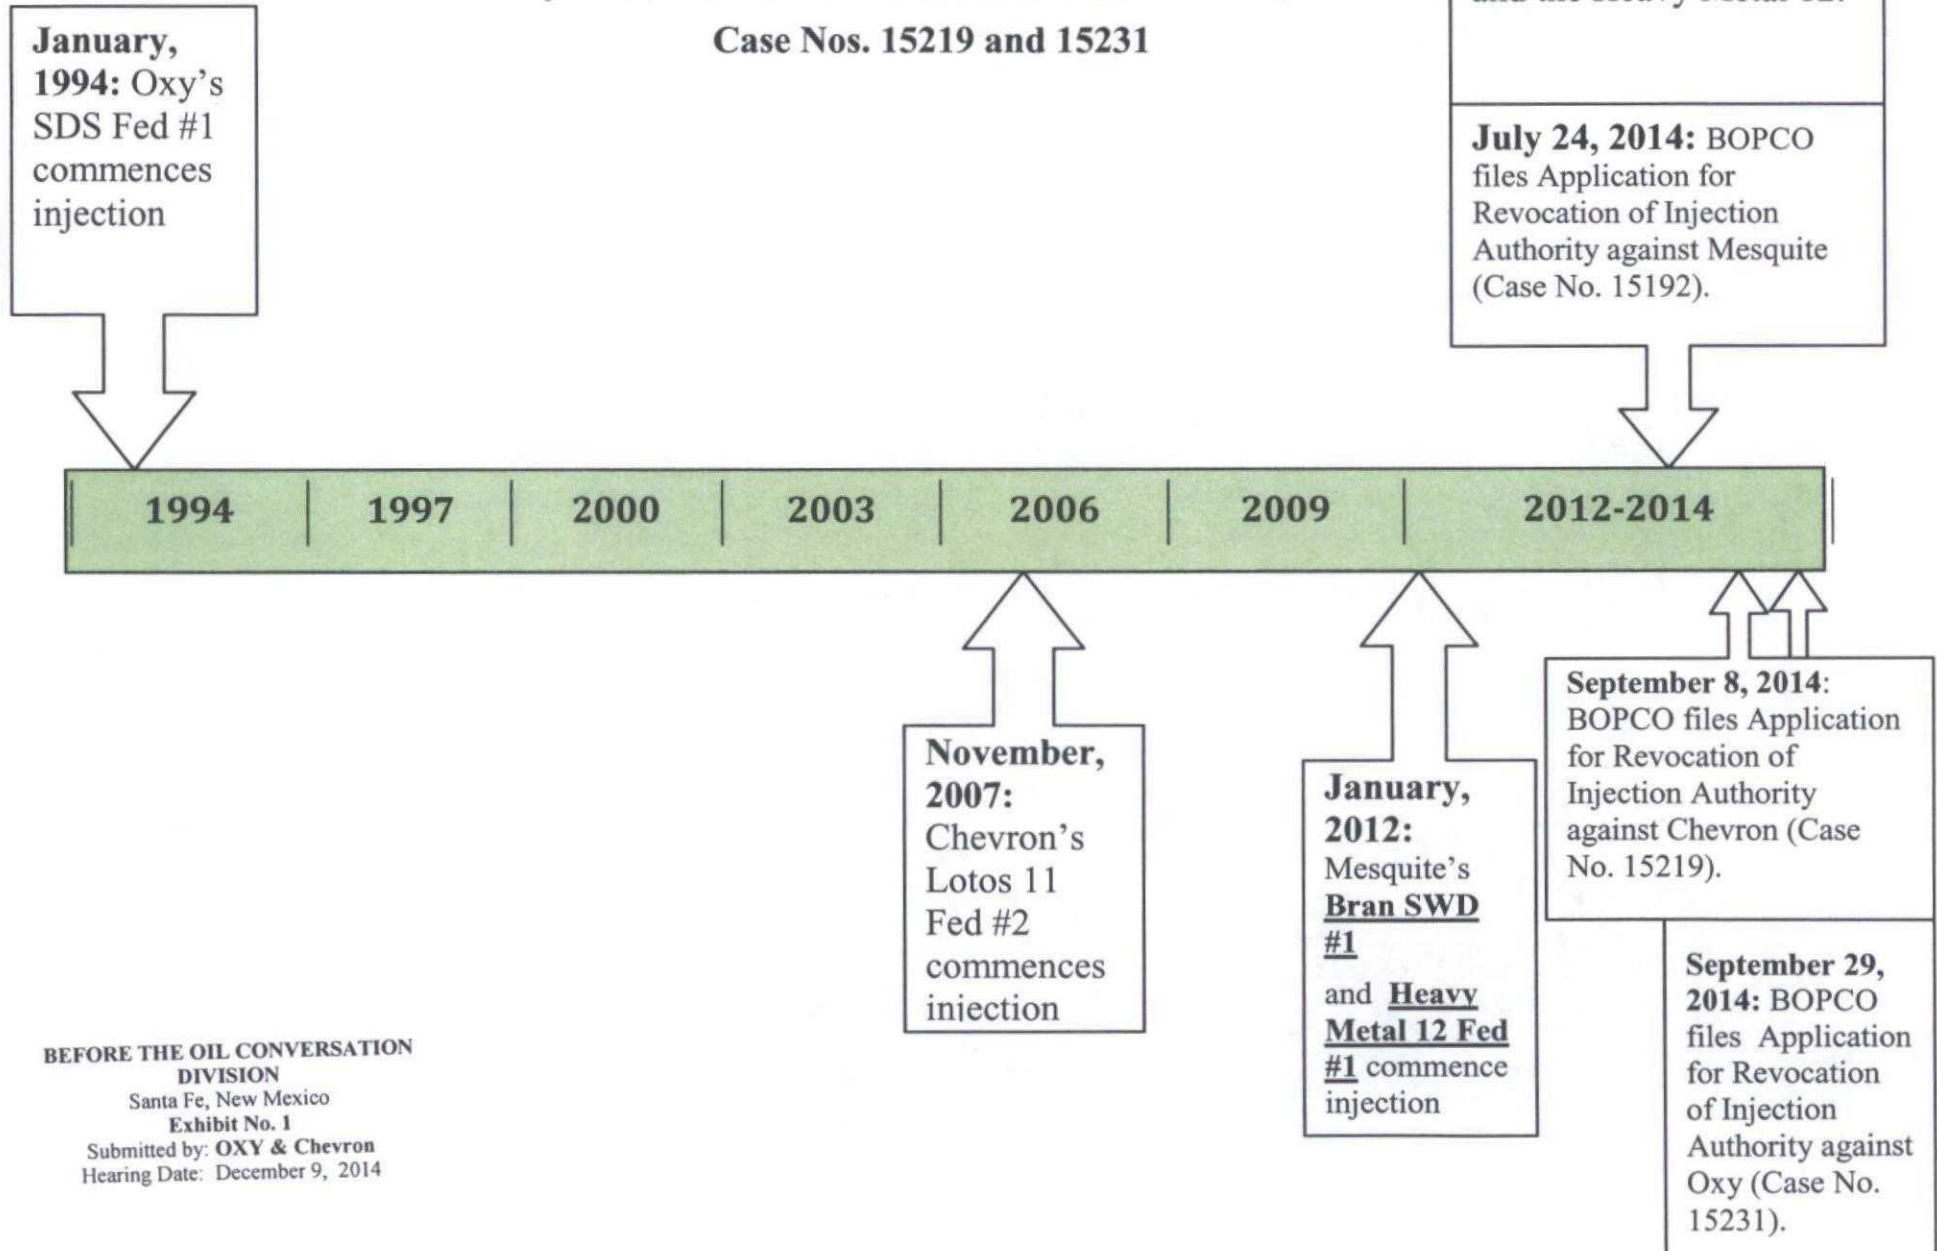 Case Nos. 15219 and 15231
January,
1994: Oxy's
SDS Fed #1
commences
injection
July 24, 2014: BOPCO
files Application for
Revocation of Injection
Authority against Mesquite
(Case No. 15192).
1994
1997
2000
2003
2006
2009
2012-2014
November,
2007:
Chevron's
Lotos 11
Fed #2
commences
injection
January,
2012:
Mesquite's
Bran SWD
#1
and Heavy
Metal 12 Fed
#1 commence
injection
September 8, 2014:
BOPCO files Application
for Revocation of
Injection Authority
against Chevron (Case
No. 15219).
September 29,
2014: BOPCO
files Application
for Revocation
of Injection
Authority against
Oxy (Case No.
15231).
BEFORE THE OIL CONVERSATION
DIVISION
Santa Fe, New Mexico
Exhibit No. 1
Submitted by: OXY & Chevron
Hearing Date: December 9, 2014